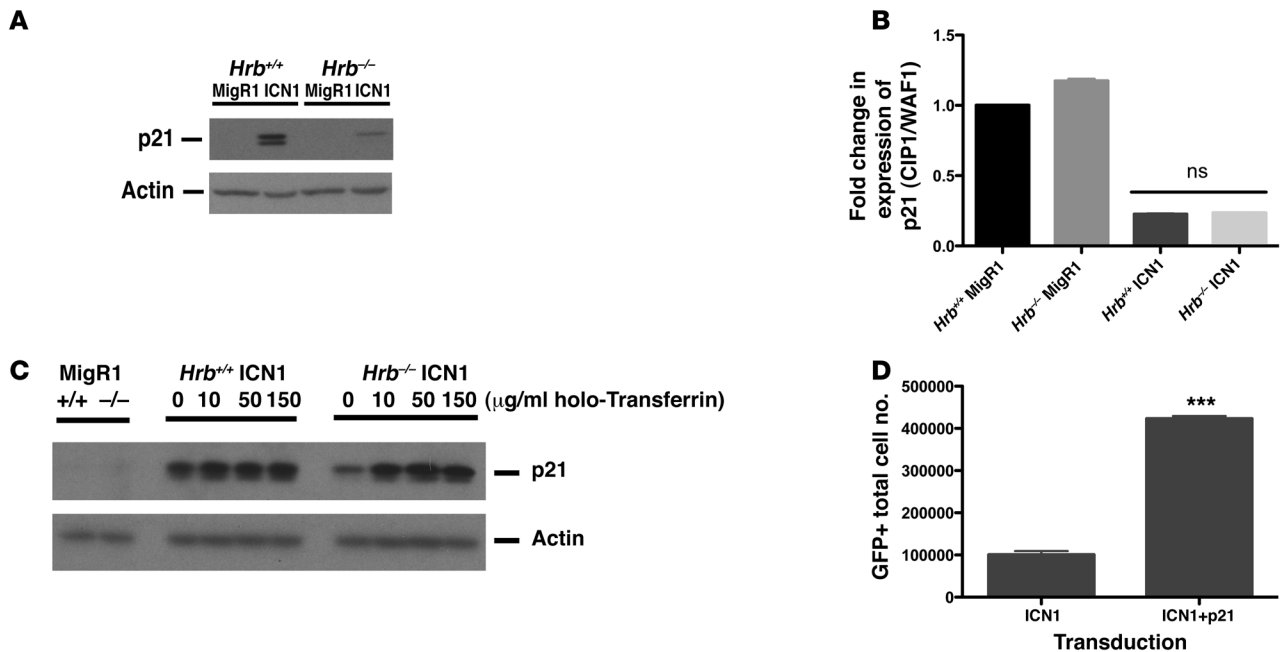 A
Hrb+/+ Hrb–/–
MigR1 ICN1 MigR1 ICN1
p21
Actin
B
Fold change in
expression of
p21 (CIP1/WAF1)
1.5
1.0
0.5
0.0
ns
Hrb+/+ MigR1
Hrb–/– MigR1
Hrb+/+ ICN1
Hrb–/– ICN1
C
MigR1 Hrb+/+ ICN1 Hrb–/– ICN1
+/+ –/– 0 10 50 150 0 10 50 150 (μg/ml holo-Transferrin)
p21
Actin
D
GFP+ total cell no.
500000
400000
300000
200000
100000
0
***
ICN1 ICN1+p21
Transduction